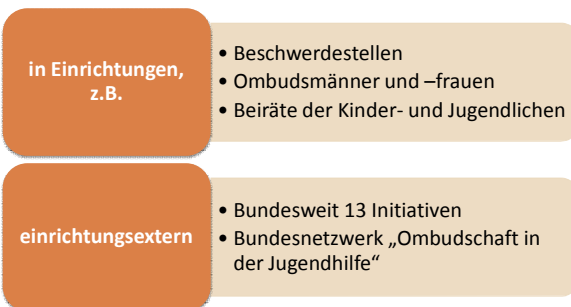 in Einrichtungen,
z.B.
• Beschwerdestellen
• Ombudsmänner und –frauen
• Beiräte der Kinder- und Jugendlichen
einrichtungsextern
• Bundesweit 13 Initiativen
• Bundesnetzwerk „Ombudschaft in
der Jugendhilfe“